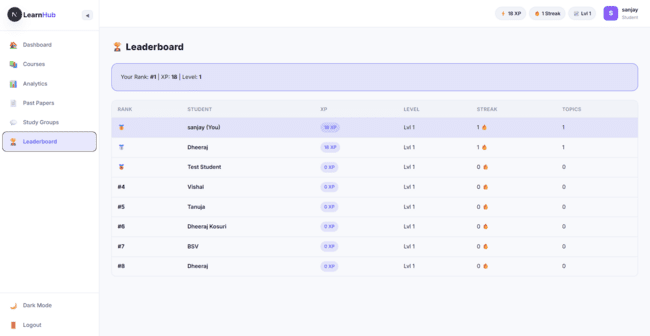 LearnHub
18 XP
1 Streak
Lvl 1
S
sanjay
Student
Dashboard
Courses
Analytics
Past Papers
Study Groups
Leaderboard
Dark Mode
Logout
Leaderboard
Your Rank: #1 | XP: 18 | Level: 1
RANK STUDENT XP LEVEL STREAK TOPICS
sanjay (You) 18 XP Lvl 1 1 1
Dheeraj 16 XP Lvl 1 1 1
Test Student 0 XP Lvl 1 0 0
#4 Vishal 0 XP Lvl 1 0 0
#5 Tanuja 0 XP Lvl 1 0 0
#6 Dheeraj Kosuri 0 XP Lvl 1 0 0
#7 BSV 0 XP Lvl 1 0 0
#8 Dheeraj 0 XP Lvl 1 0 0